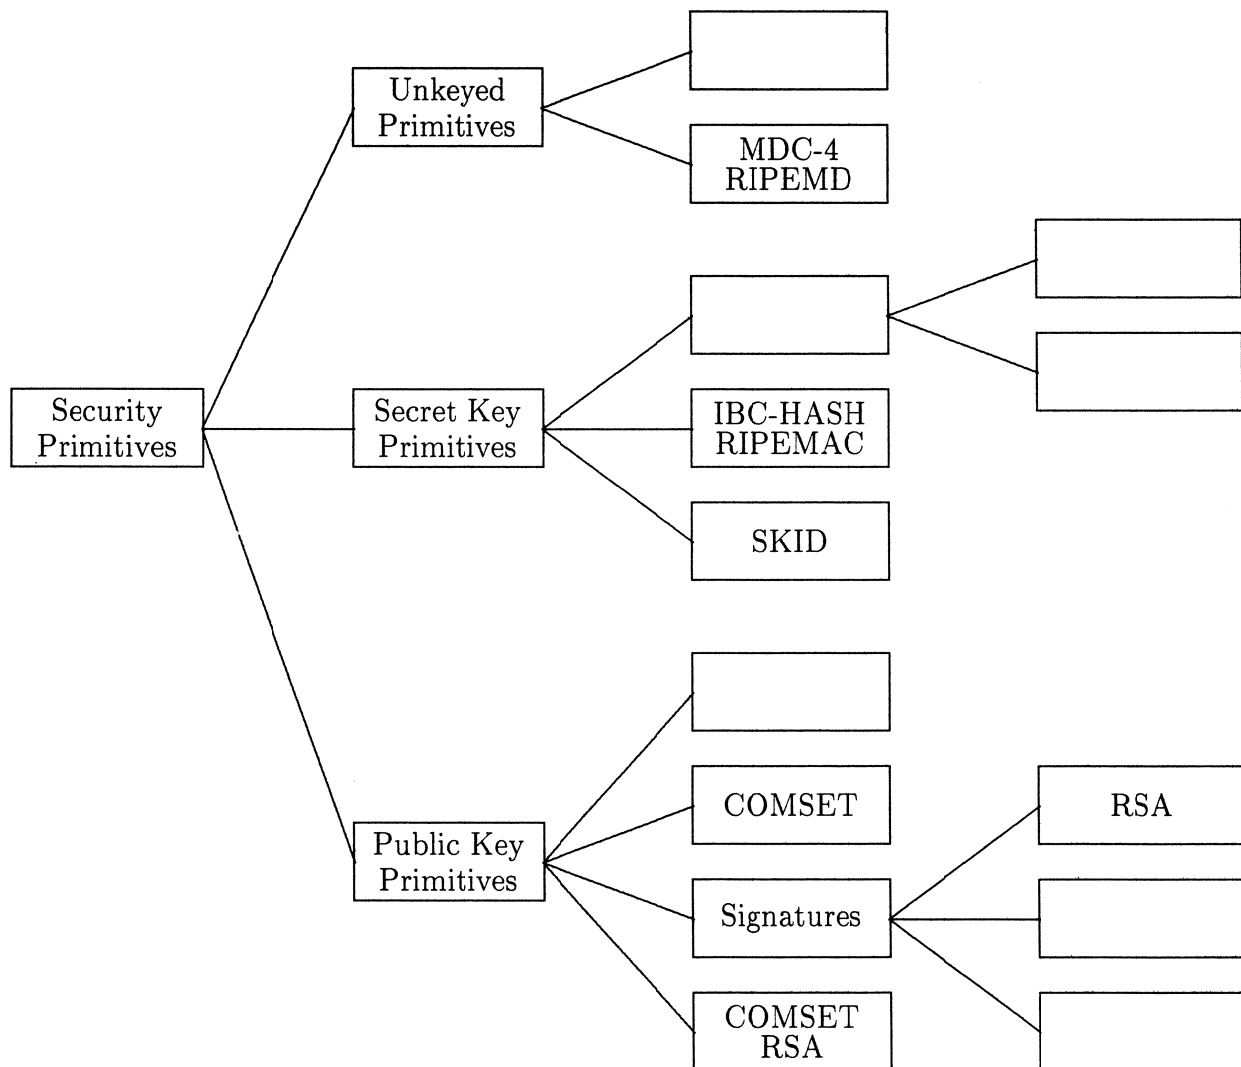 Unkeyed
Primitives
MDC-4
RIPEMD
Security
Primitives
Secret Key
Primitives
IBC-HASH
RIPEMAC
SKID
Public Key
Primitives
COMSET
RSA
Signatures
COMSET
RSA